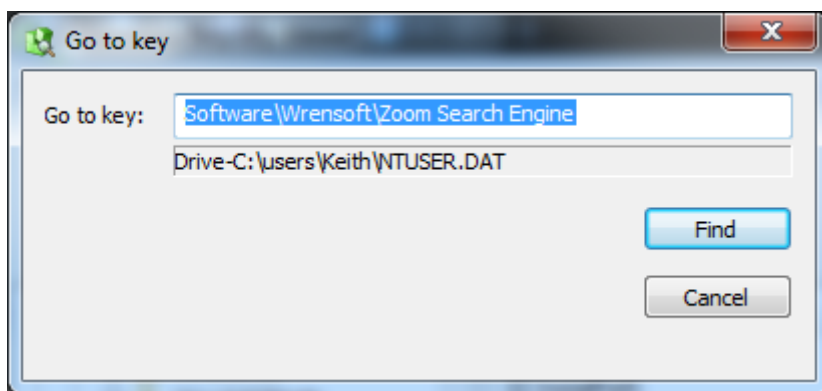 Go to key
Go to key:
Software\Wrensoft\Zoom Search Engine
Drive-C:\users\Keith\NTUSER.DAT
Find
Cancel